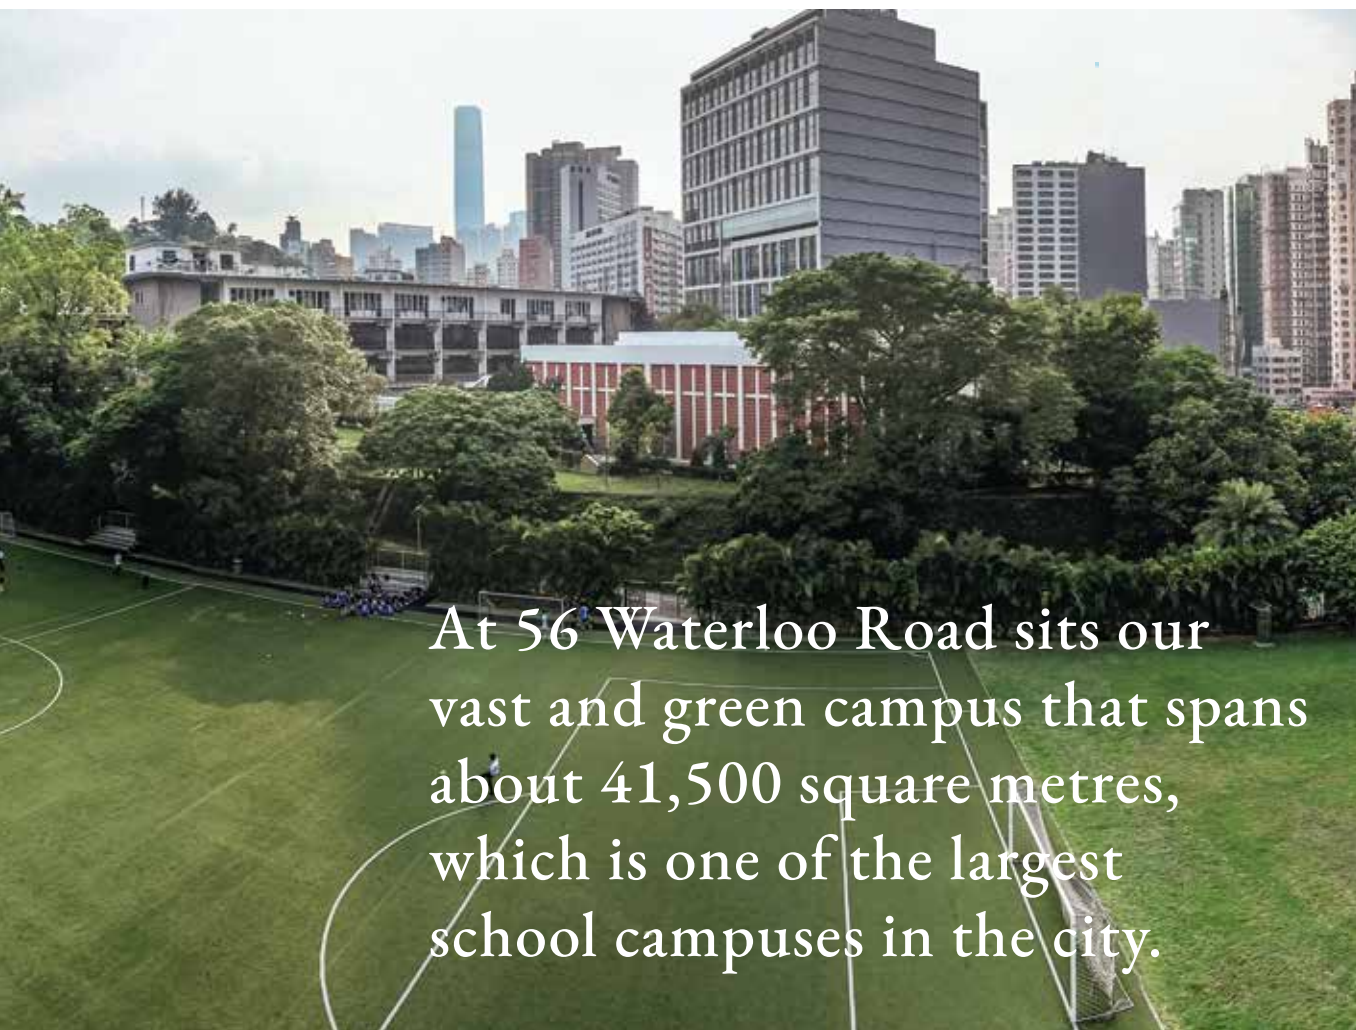 At 56 Waterloo Road sits our
vast and green campus that spans
about 41,500 square metres,
which is one of the largest
school campuses in the city.